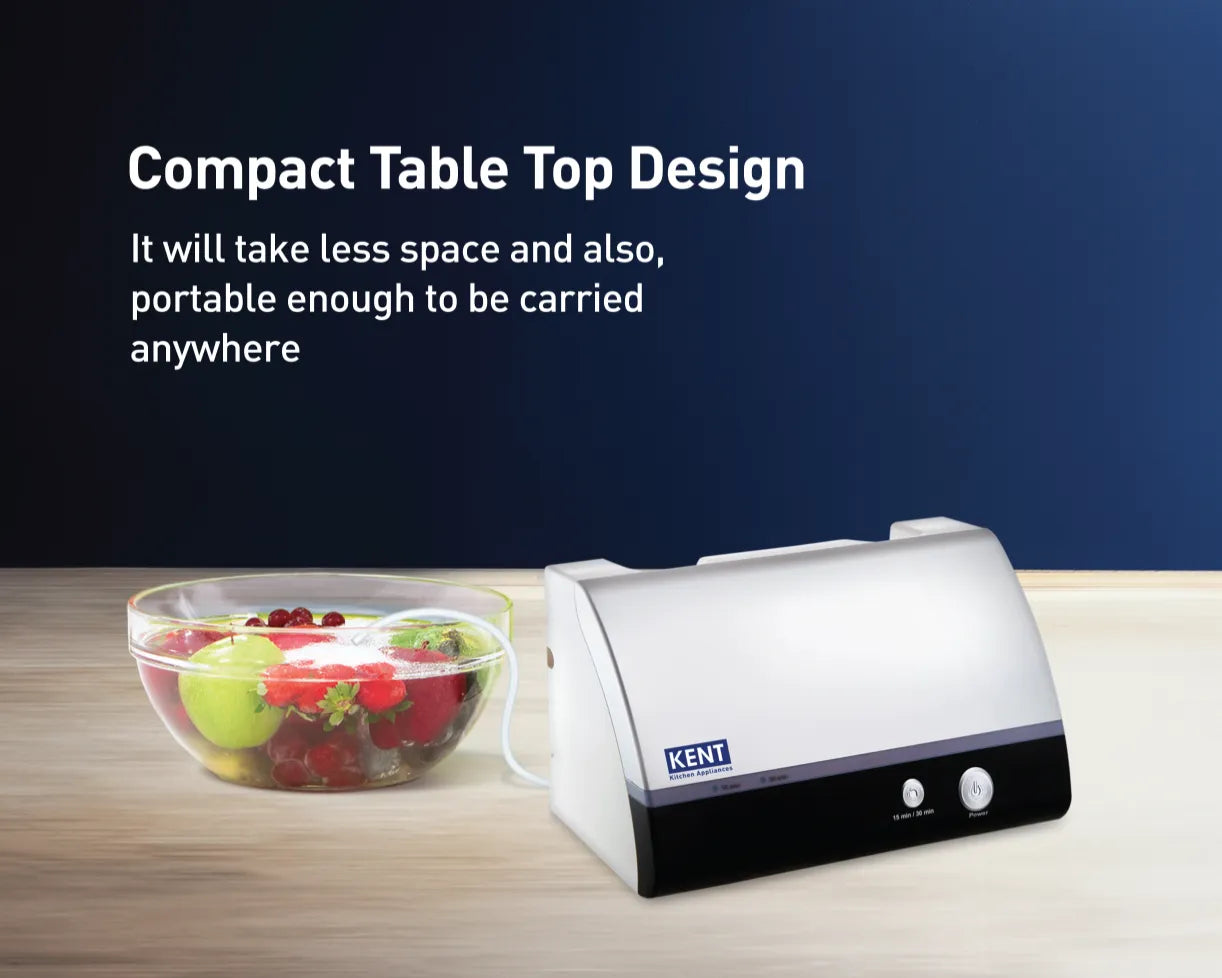 Compact Table Top Design
It will take less space and also,
portable enough to be carried
anywhere
KENT
Kitchen Appliances
15 min / 30 min
Power